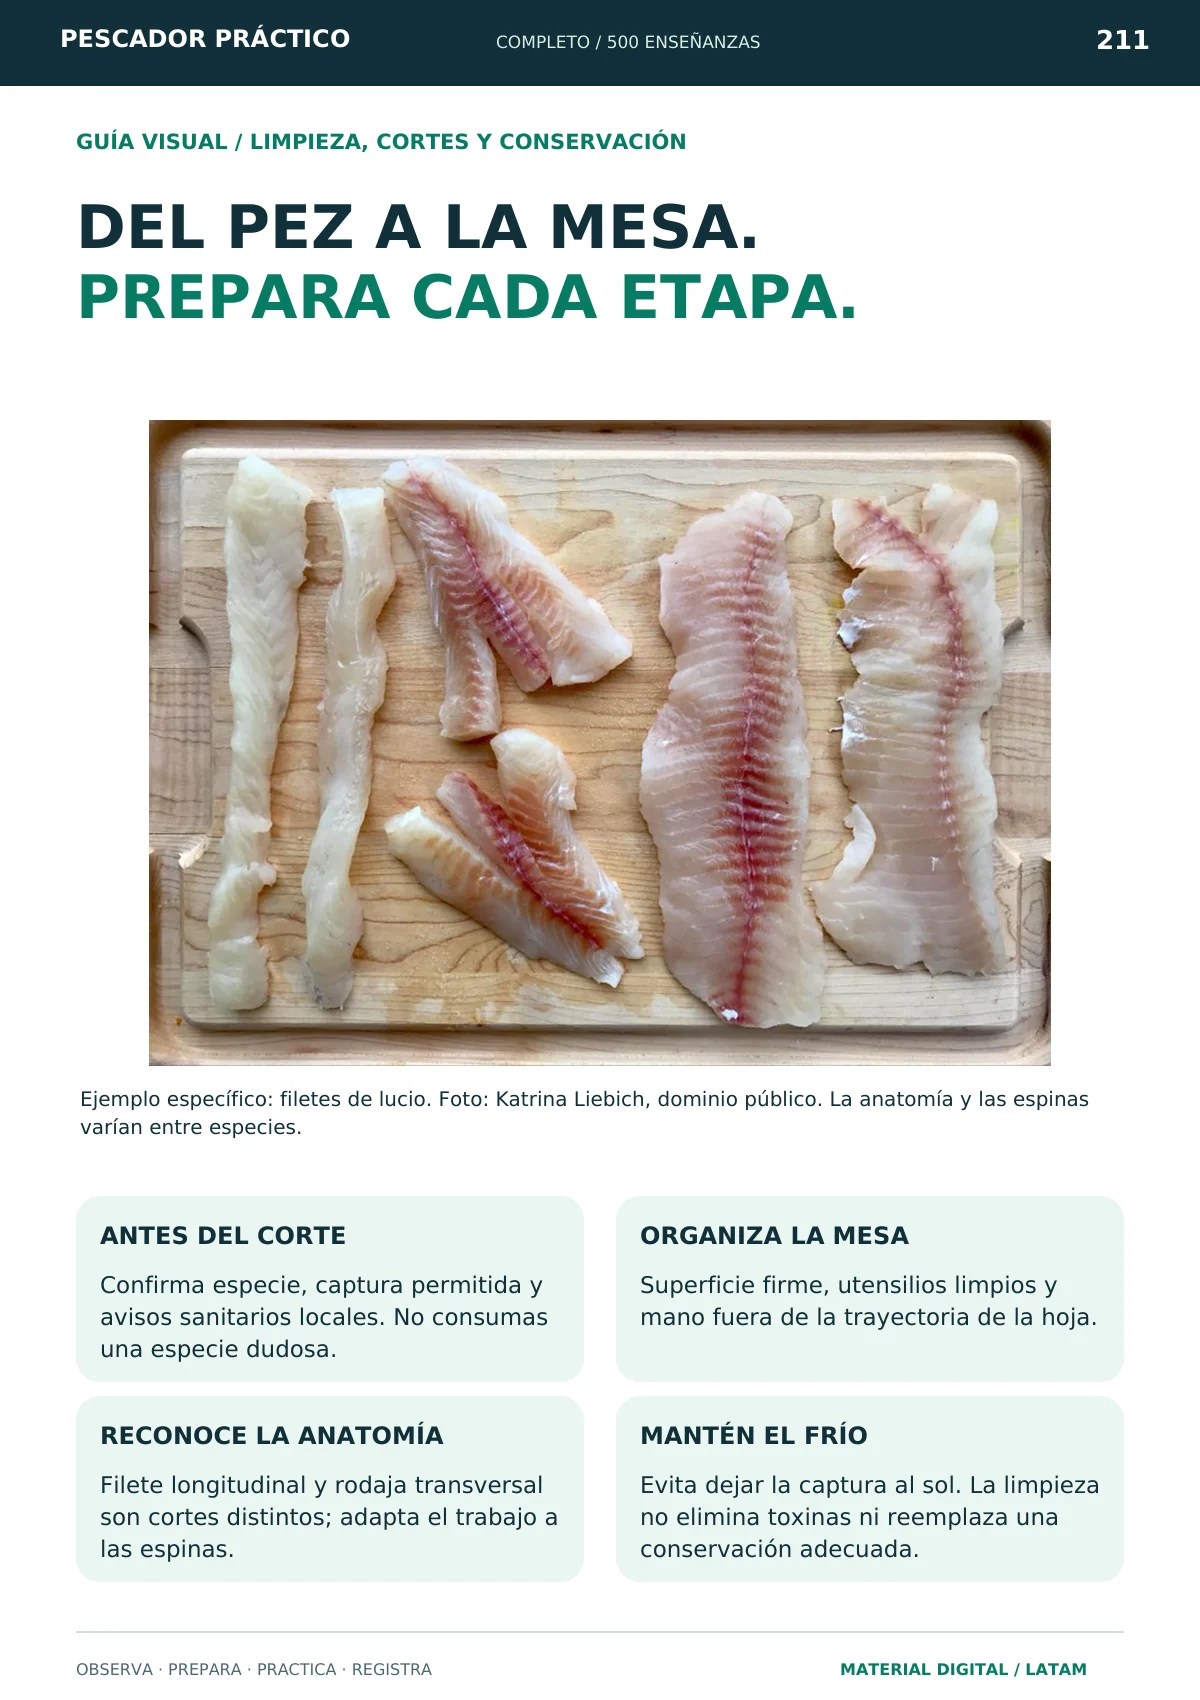 PESCADOR PRÁCTICO
COMPLETO / 500 ENSEÑANZAS
211
GUÍA VISUAL / LIMPIEZA, CORTES Y CONSERVACIÓN
DEL PEZ A LA MESA.
PREPARA CADA ETAPA.
Ejemplo específico: filetes de lucio. Foto: Katrina Liebich, dominio público. La anatomía y las espinas
varían entre especies.
ANTES DEL CORTE
Confirma especie, captura permitida y
avisos sanitarios locales. No consumas
una especie dudosa.
ORGANIZA LA MESA
Superficie firme, utensilios limpios y
mano fuera de la trayectoria de la hoja.
RECONOCE LA ANATOMÍA
Filete longitudinal y rodaja transversal
son cortes distintos; adapta el trabajo a
las espinas.
MANTÉN EL FRÍO
Evita dejar la captura al sol. La limpieza
no elimina toxinas ni reemplaza una
conservación adecuada.
OBSERVA · PREPARA · PRACTICA · REGISTRA
MATERIAL DIGITAL / LATAM